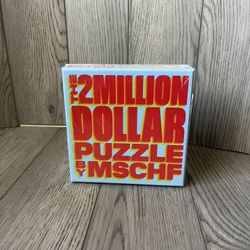 THE 2 MILLION
DOLLAR
PUZZLE
BY MSCHF